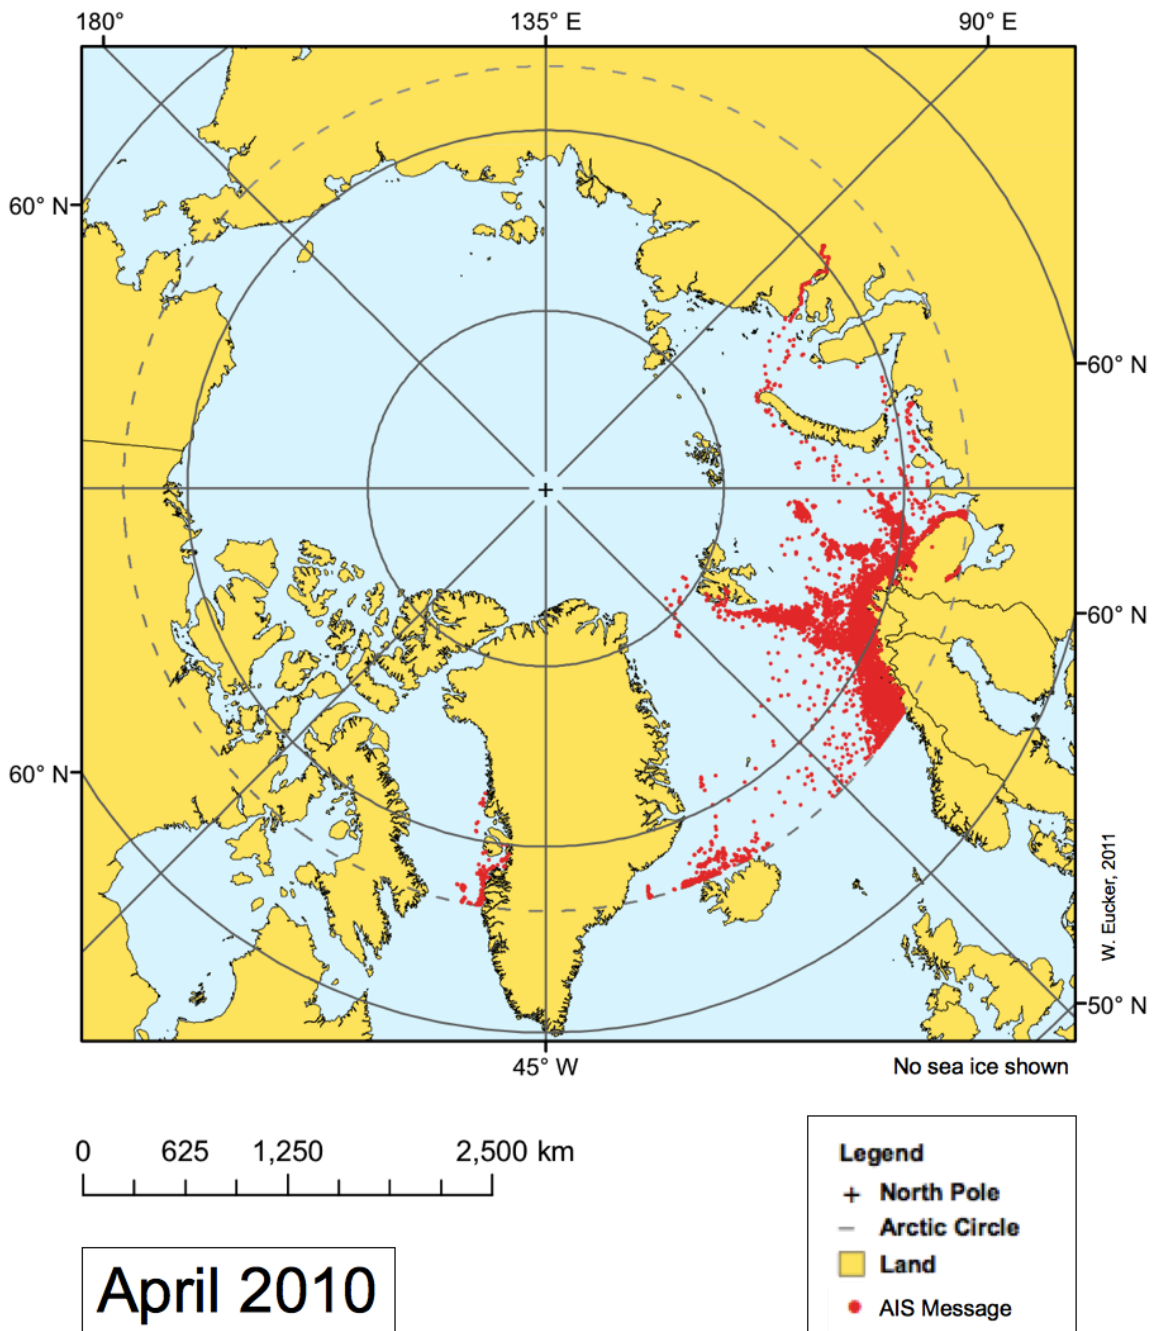 180°
135° E
90° E
60° N
60° N
60° N
60° N
50° N
W. Eucker, 2011
45° W
No sea ice shown
0
625
1,250
2,500 km
Legend
+ North Pole
– Arctic Circle
Land
AIS Message
April 2010